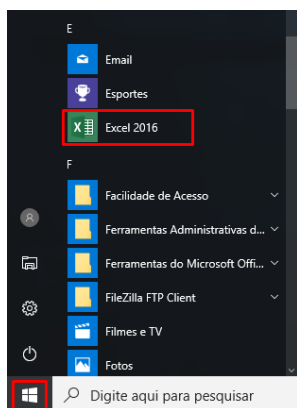 E
Email
Esportes
Excel 2016
F
Facilidade de Acesso
Ferramentas Administrativas d...
Ferramentas do Microsoft Offi...
FileZilla FTP Client
Filmes e TV
Fotos
Digite aqui para pesquisar